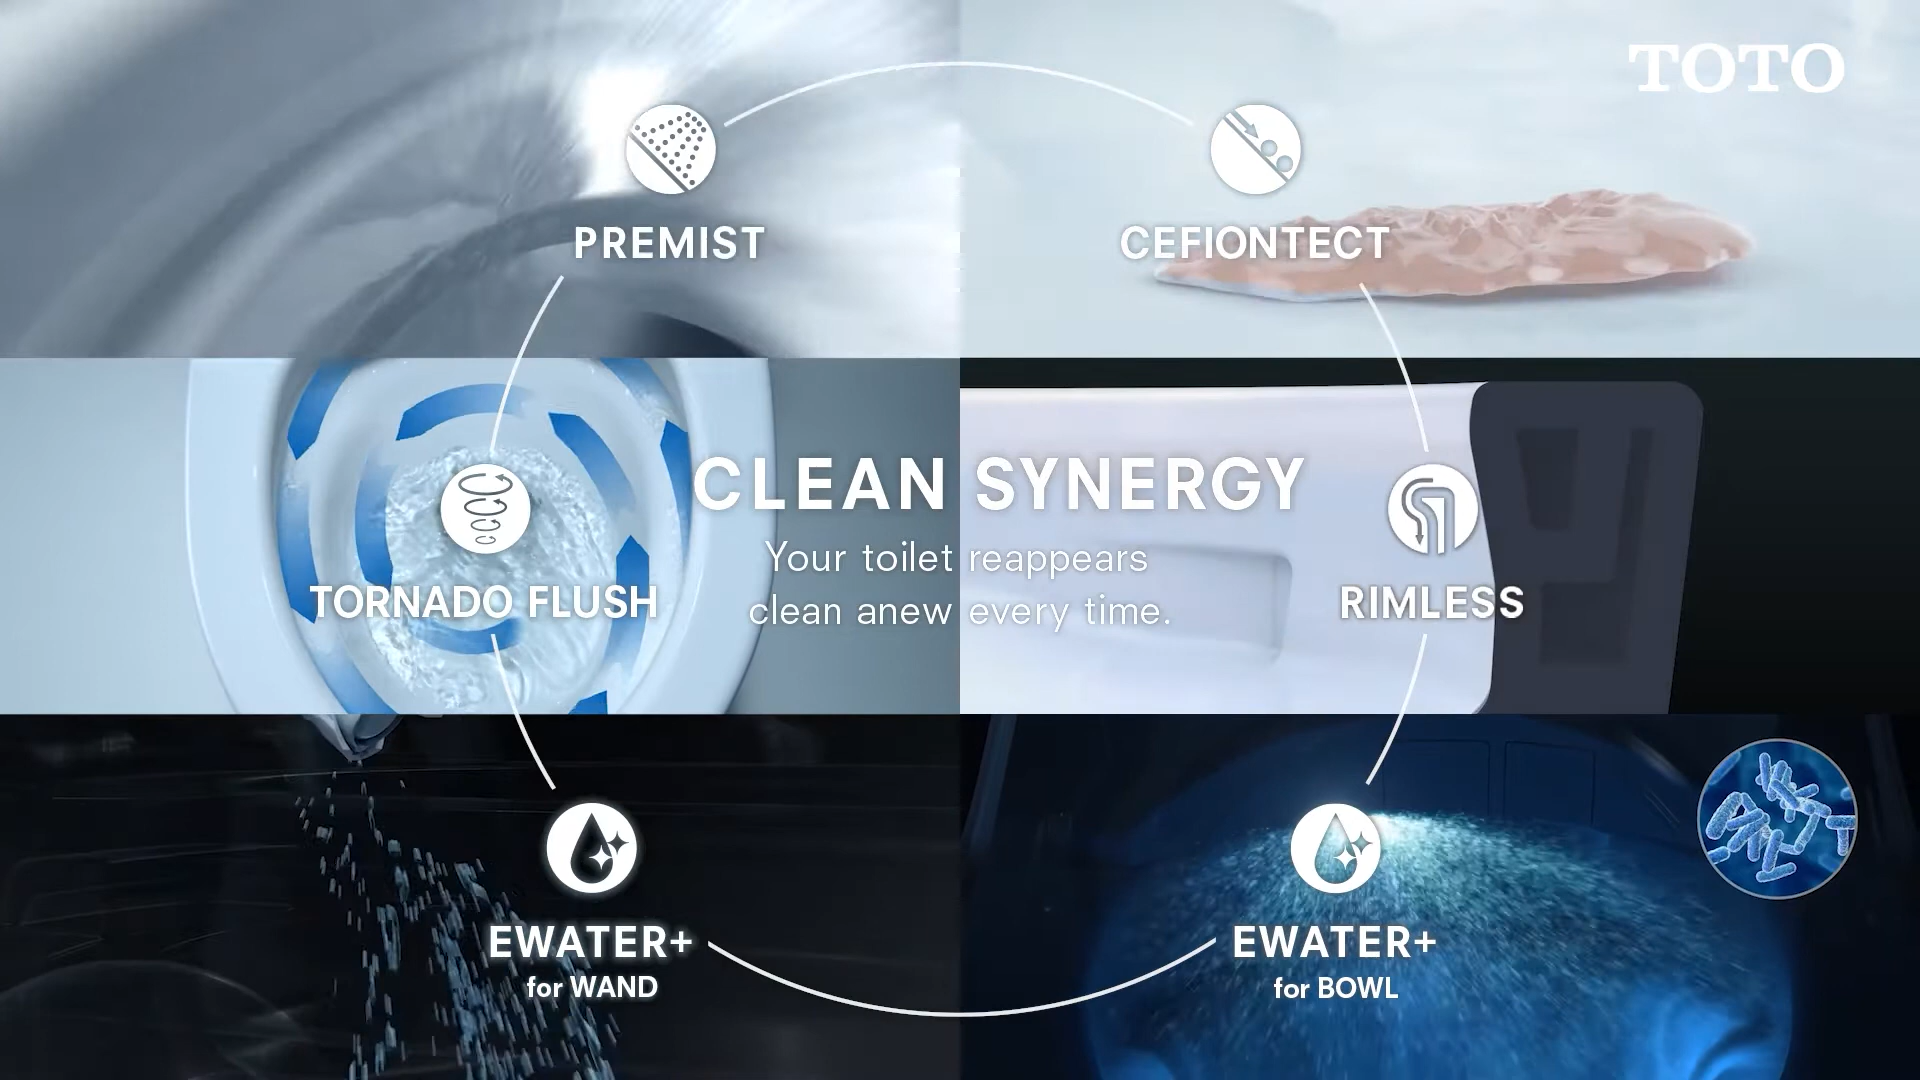 TOTO
PREMIST
CEFIONTECT
CLEAN SYNERGY
Your toilet reappears
clean anew every time.
TORNADO FLUSH
RIMLESS
EWATER+
for WAND
EWATER+
for BOWL